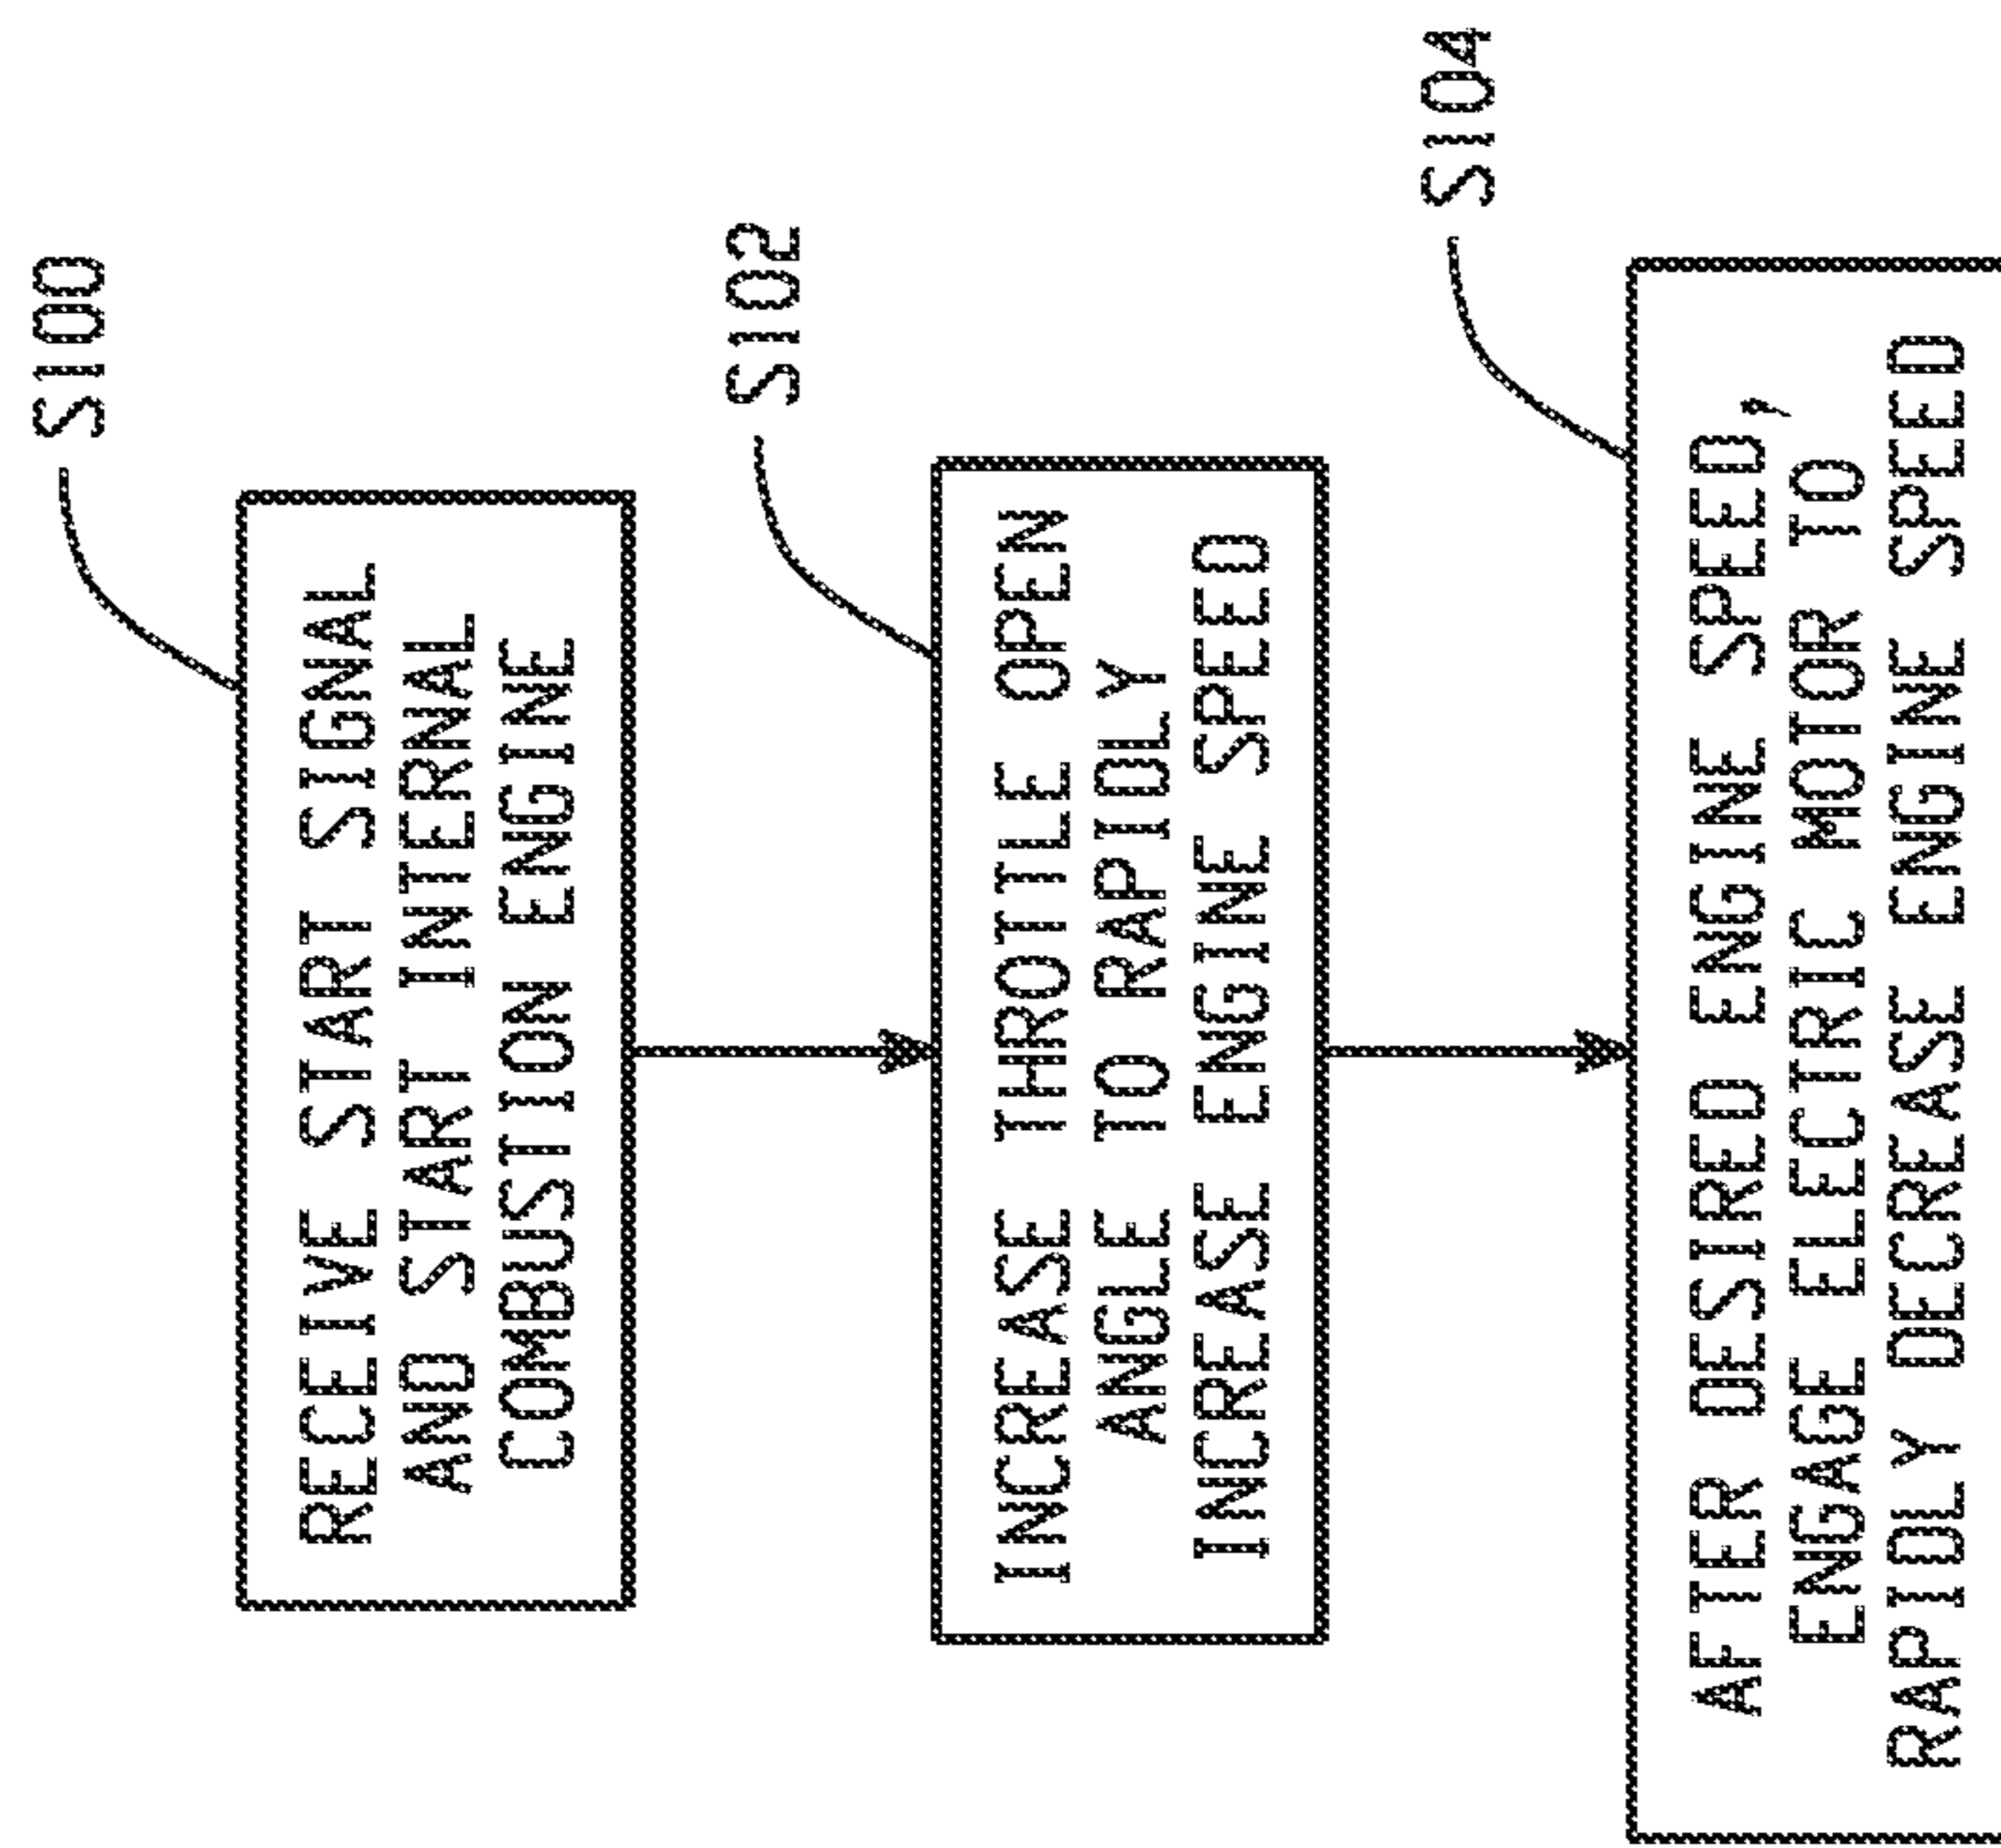 S100
RECEIVE START SIGNAL
AND START INTERNAL
COMBUSTION ENGINE
S102
INCREASE THROTTLE OPEN
ANGLE TO RAPIDLY
INCREASE ENGINE SPEED
S104
AFTER DESIRED ENGINE SPEED,
ENGAGE ELECTRIC MOTOR TO
RAPIDLY DECREASE ENGINE SPEED